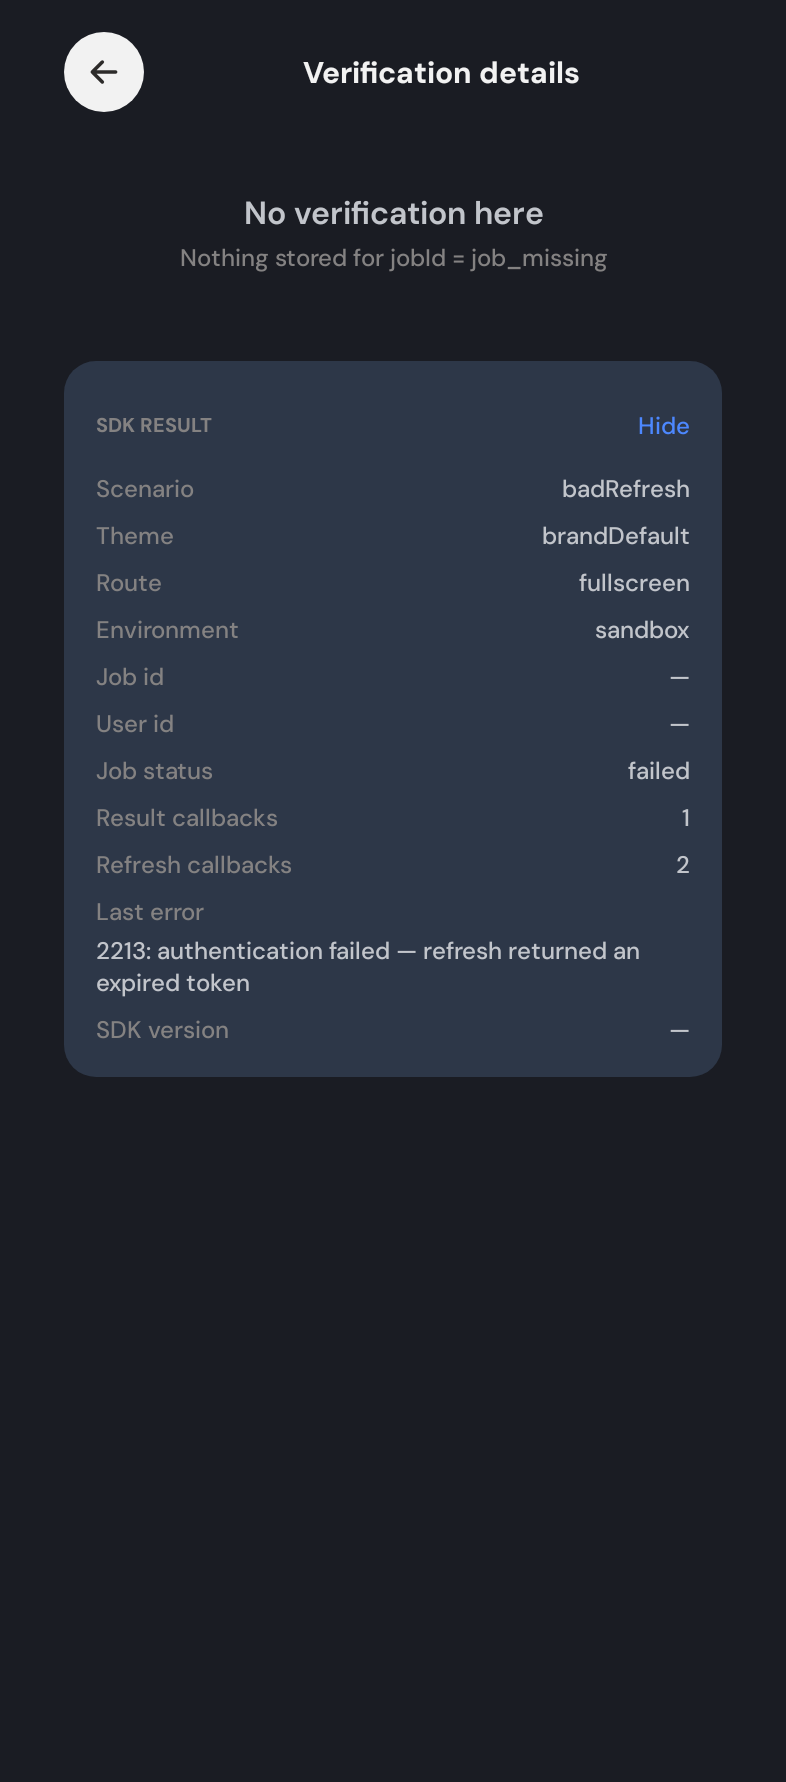 Verification details
No verification here
Nothing stored for jobId = job_missing
SDK RESULT Hide
Scenario badRefresh
Theme brandDefault
Route fullscreen
Environment sandbox
Job id —
User id —
Job status failed
Result callbacks 1
Refresh callbacks 2
Last error
2213: authentication failed — refresh returned an
expired token
SDK version —